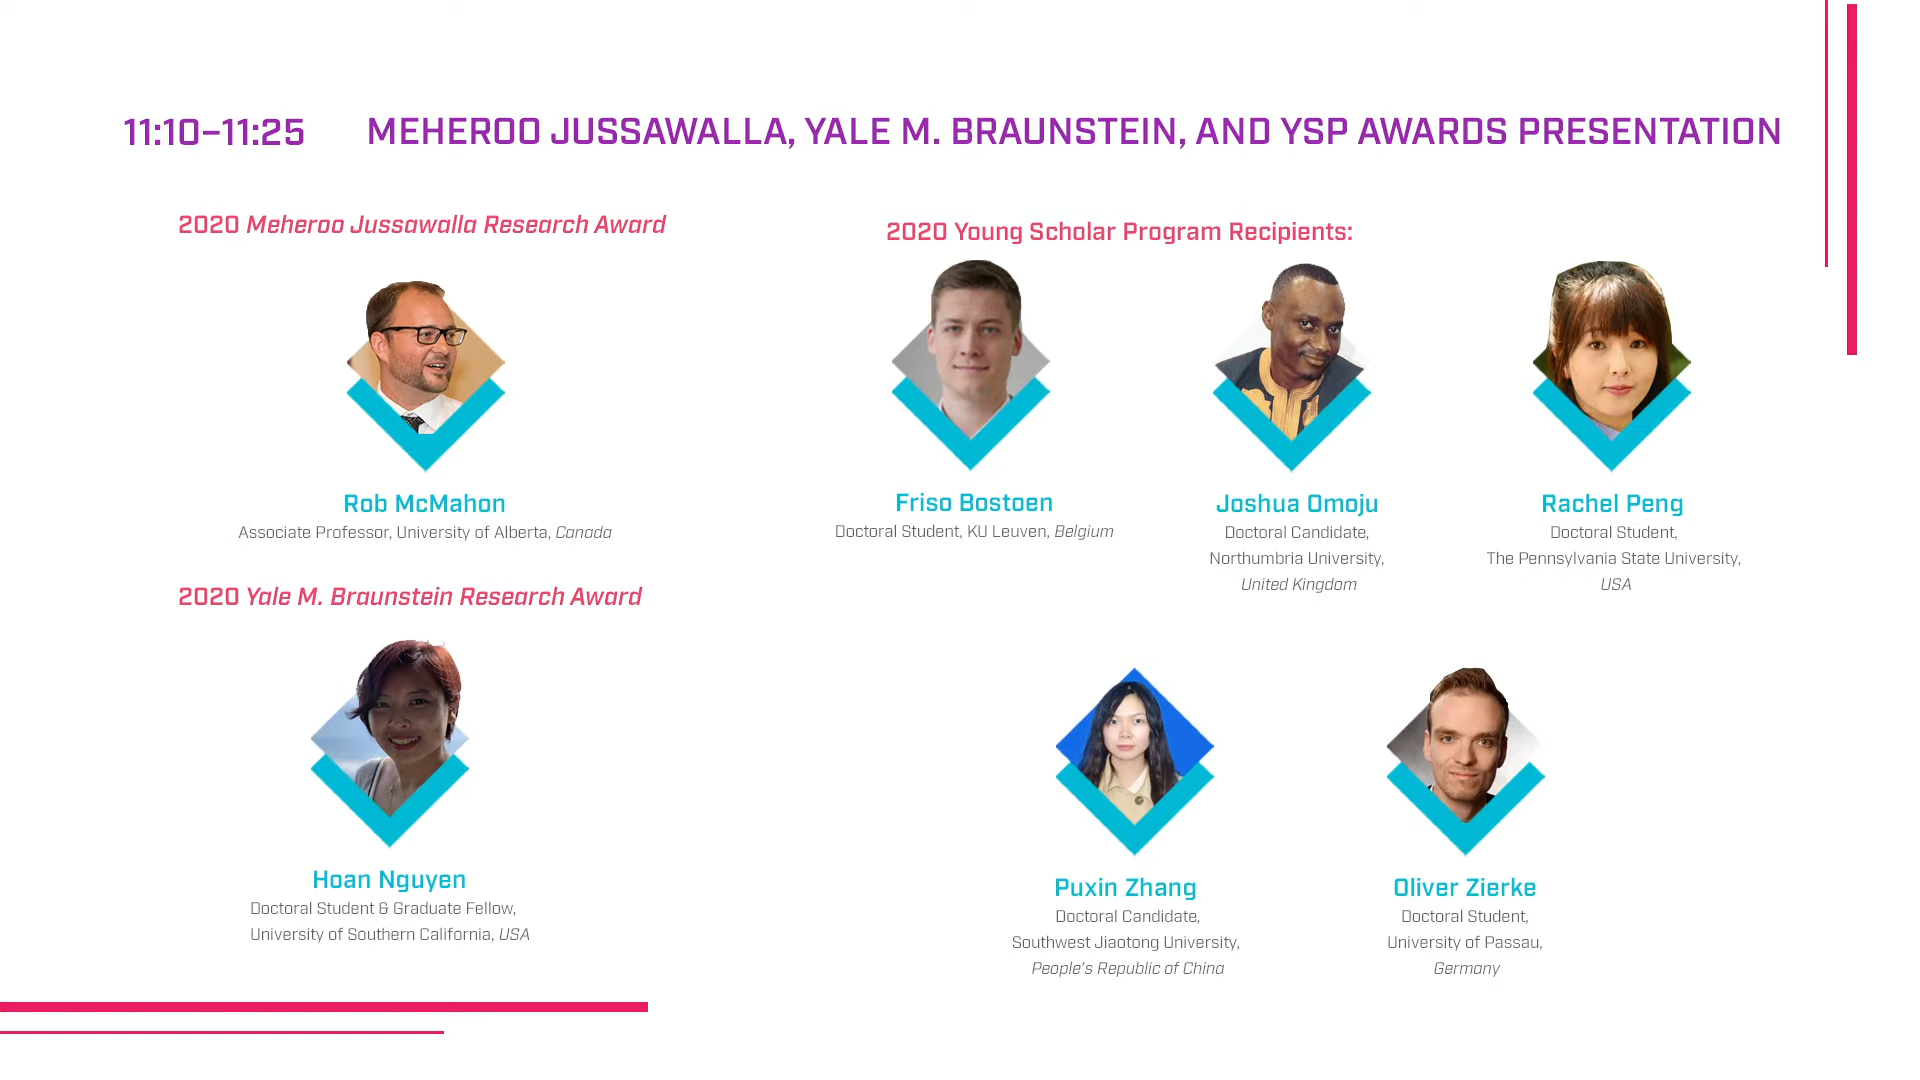 11:10–11:25 MEHEROO JUSSAWALLA, YALE M. BRAUNSTEIN, AND YSP AWARDS PRESENTATION
2020 Meheroo Jussawalla Research Award
Rob McMahon
Associate Professor, University of Alberta, Canada
2020 Yale M. Braunstein Research Award
Hoan Nguyen
Doctoral Student & Graduate Fellow,
University of Southern California, USA
2020 Young Scholar Program Recipients:
Friso Bostoen
Doctoral Student, KU Leuven, Belgium
Joshua Omoju
Doctoral Candidate,
Northumbria University,
United Kingdom
Rachel Peng
Doctoral Student,
The Pennsylvania State University,
USA
Puxin Zhang
Doctoral Candidate,
Southwest Jiaotong University,
People's Republic of China
Oliver Zierke
Doctoral Student,
University of Passau,
Germany